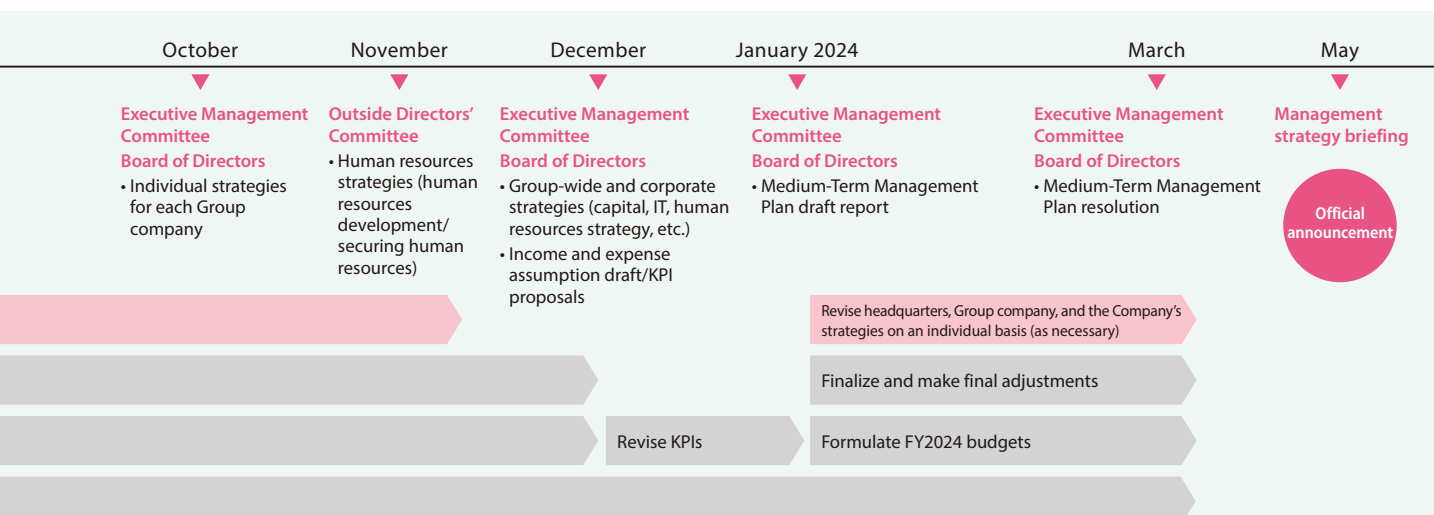 October
November
December
January 2024
March
May
Executive Management
Committee
Board of Directors
• Individual strategies
for each Group
company
Outside Directors’
Committee
• Human resources
strategies (human
resources
development/
securing human
resources)
Executive Management
Committee
Board of Directors
• Group-wide and corporate
strategies (capital, IT, human
resources strategy, etc.)
• Income and expense
assumption draft/KPI
proposals
Executive Management
Committee
Board of Directors
• Medium-Term Management
Plan draft report
Executive Management
Committee
Board of Directors
• Medium-Term Management
Plan resolution
Management
strategy briefing
Official
announcement
Revise headquarters, Group company, and the Company’s
strategies on an individual basis (as necessary)
Finalize and make final adjustments
Revise KPIs
Formulate FY2024 budgets